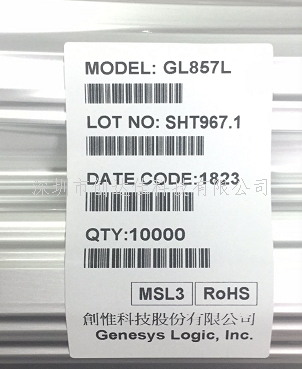 MODEL: GL857L
LOT NO: SHT967.1
DATE CODE:1823
QTY:10000
MSL3 RoHS
創惟科技股份有限公司
Genesys Logic, Inc.